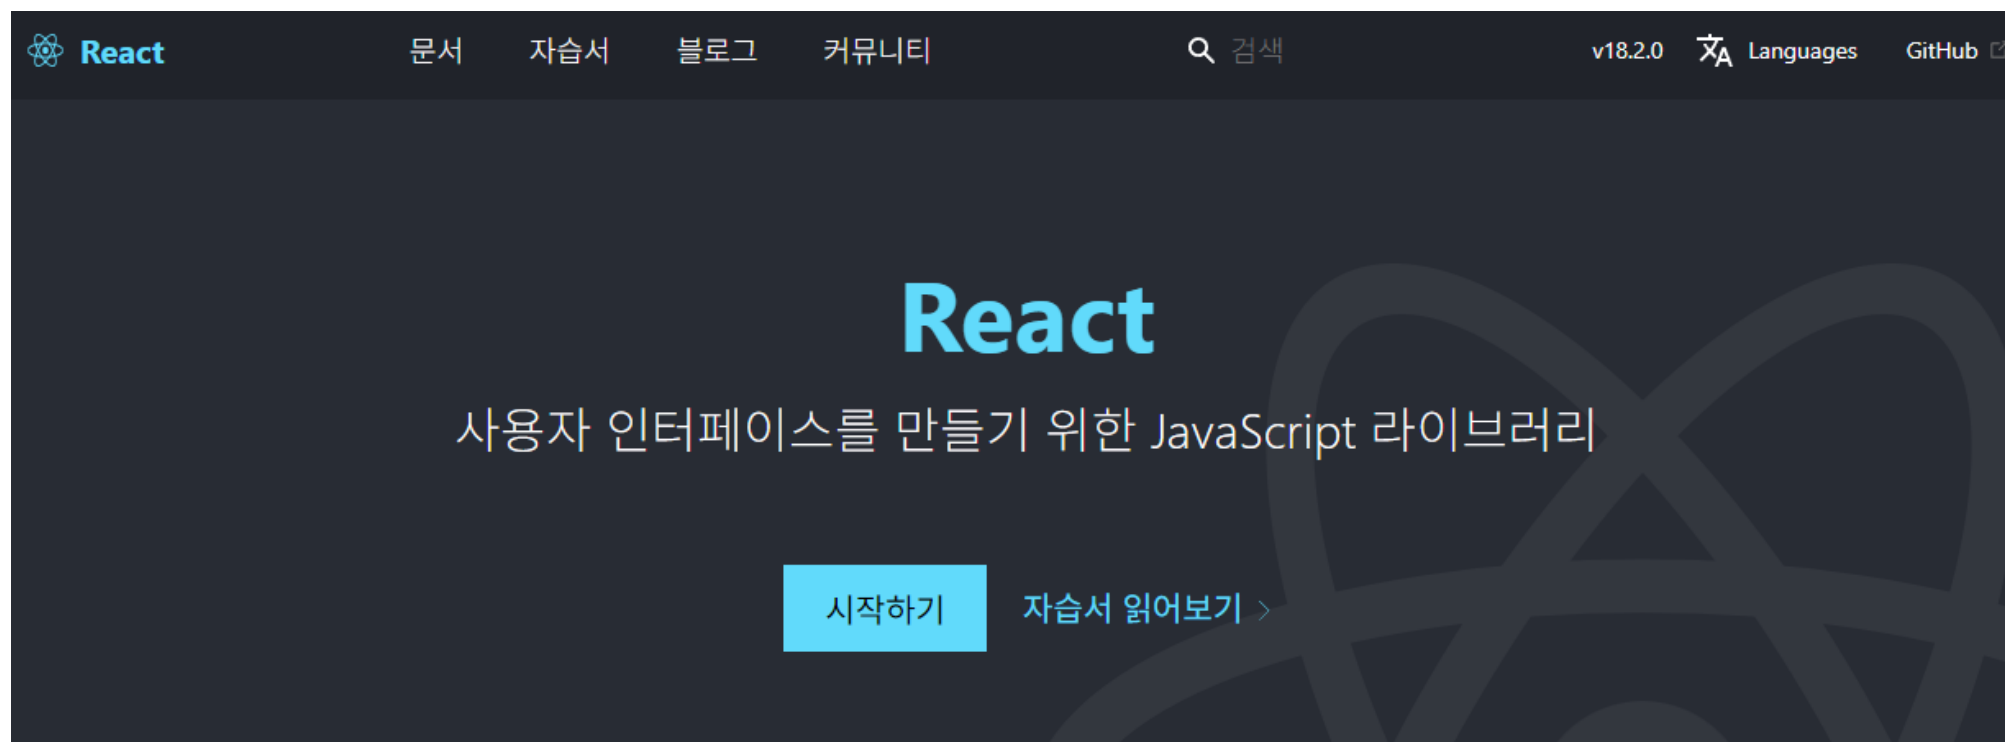 React 문서 자습서 블로그 커뮤니티 검색 v18.2.0 Languages GitHub
React
사용자 인터페이스를 만들기 위한 JavaScript 라이브러리
시작하기 자습서 읽어보기